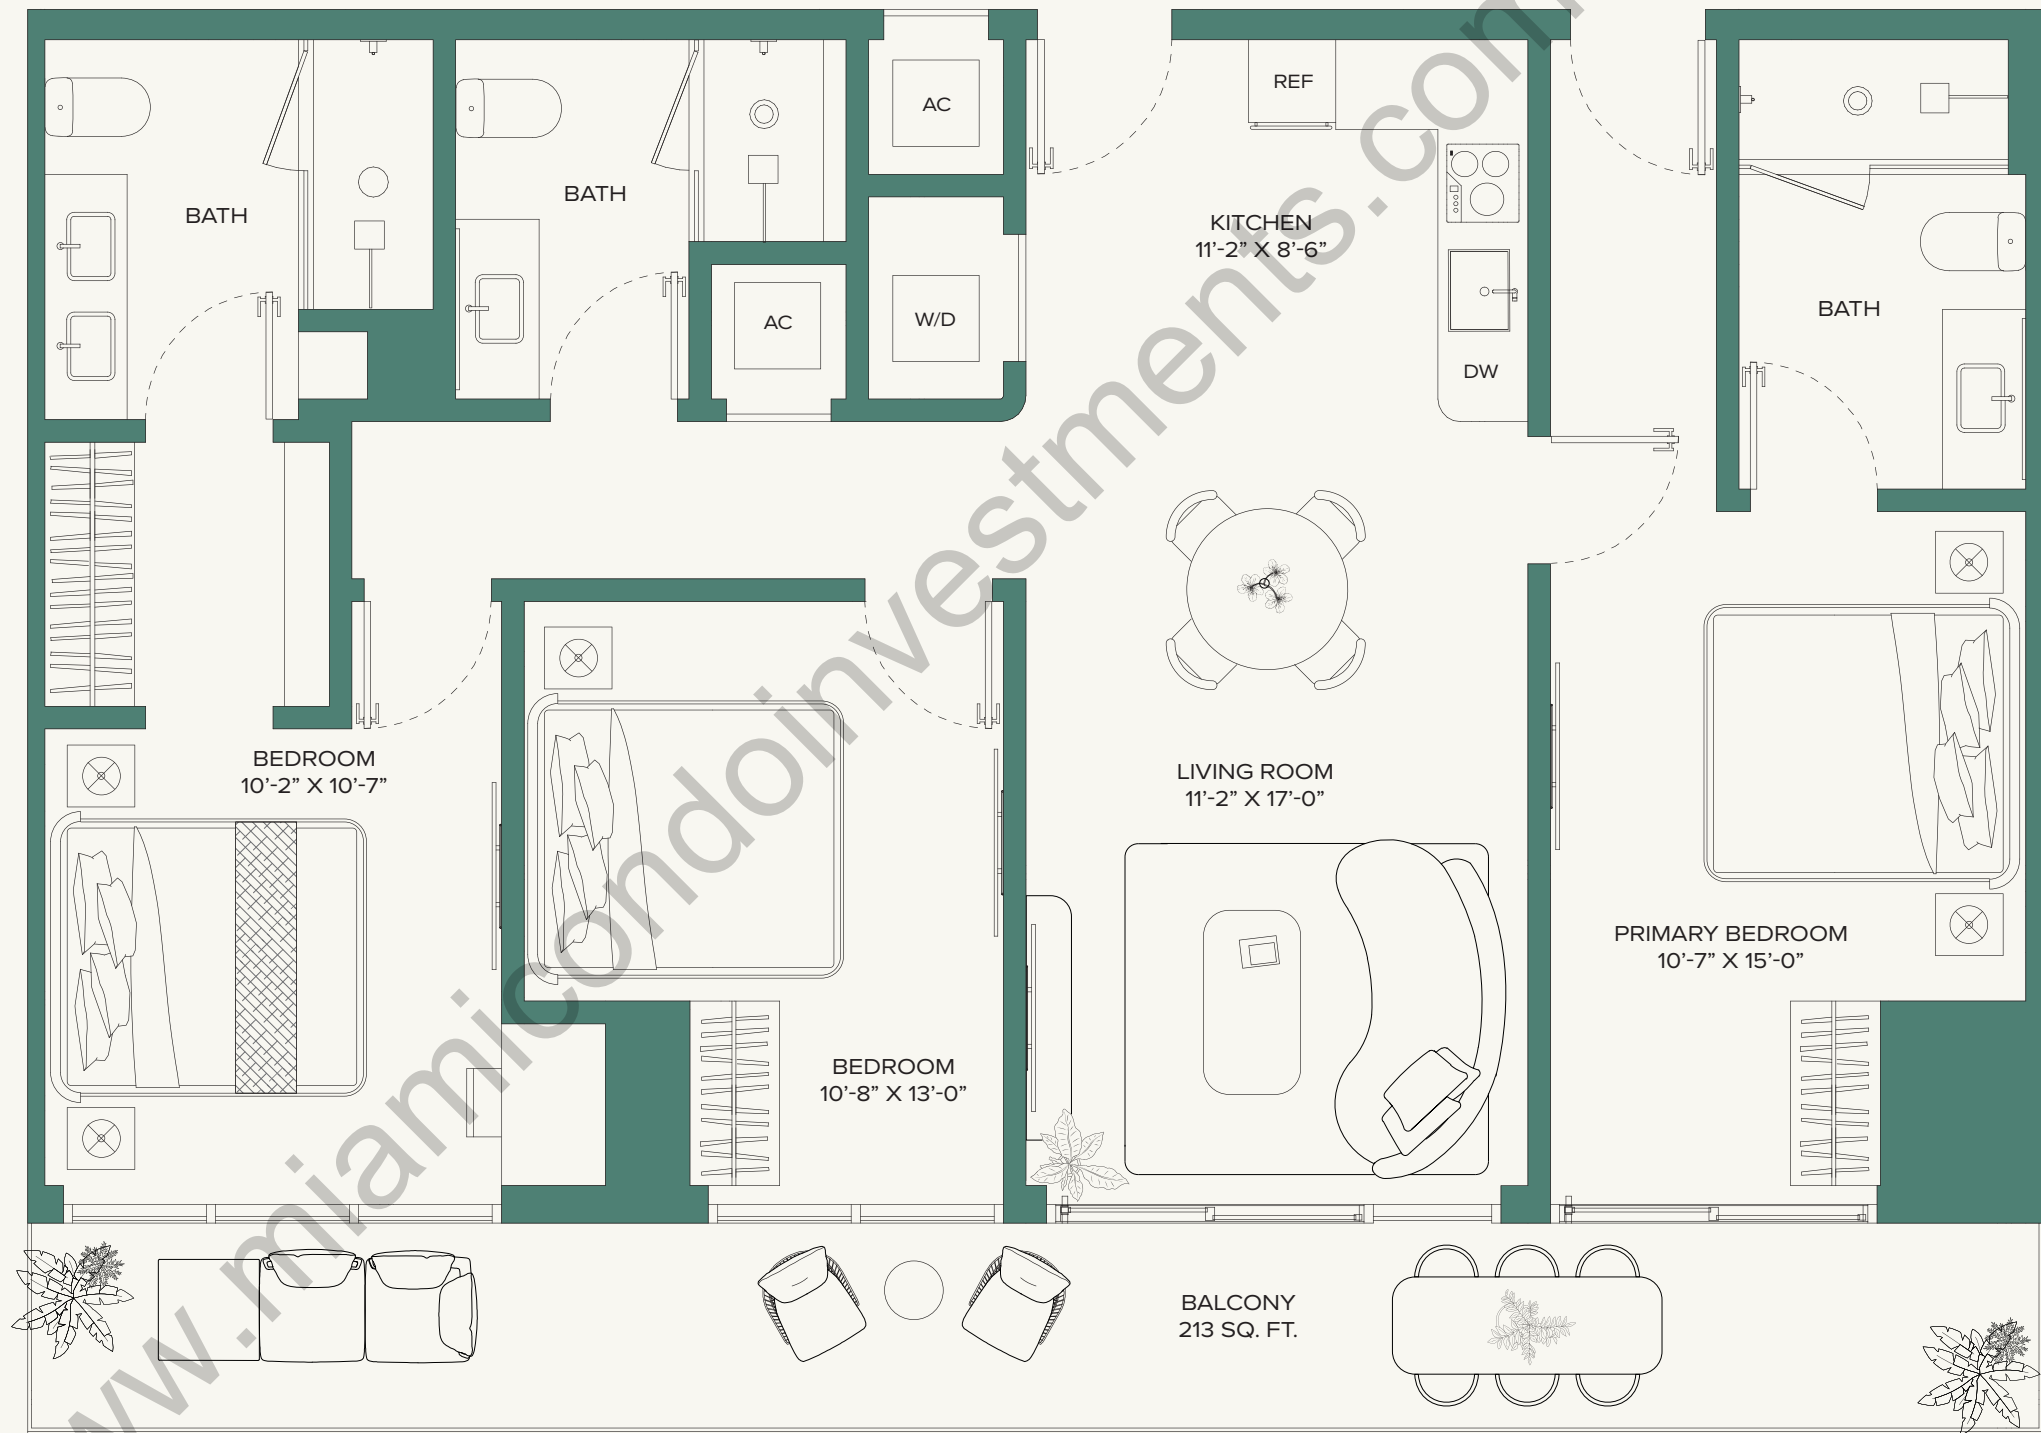 AC
REF
BATH
BATH
KITCHEN
11'-2" X 8'-6"
AC
W/D
BATH
DW
BEDROOM
10'-2" X 10'-7"
LIVING ROOM
11'-2" X 17'-0"
PRIMARY BEDROOM
10'-7" X 15'-0"
BEDROOM
10'-8" X 13'-0"
BALCONY
213 SQ. FT.
www.miamicondoinvestments.com